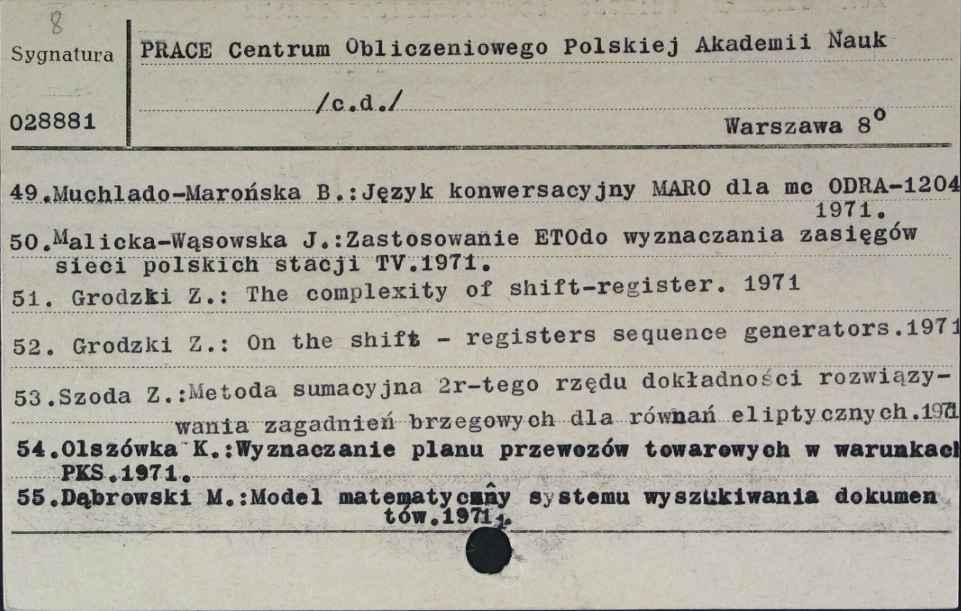 8
Sygnatura
PRACE Centrum Obliczeniowego Polskiej Akademii Nauk
/c.d./
028881
Warszawa 8o
49.Muchlado-Marońska B.:Język konwersacyjny MARO dla mc ODRA-1204
1971.
50.Malicka-Wąsowska J.:Zastosowanie ETOdo wyznaczania zasięgów
sieci polskich stacji TV.1971.
51. Grodzki Z.: The complexity of shift-register. 1971
52. Grodzki Z.: On the shift - registers sequence generators.1971
53.Szoda Z.:Metoda sumacyjna 2r-tego rzędu dokładności rozwiązy-
wania zagadnień brzegowych dla równań eliptycznych.1971
54.Olszówka K.:Wyznaczanie planu przewozów towarowych w warunkach
PKS.1971.
55.Dąbrowski M.:Model matematyczny systemu wyszukiwania dokumen
tów.1971.